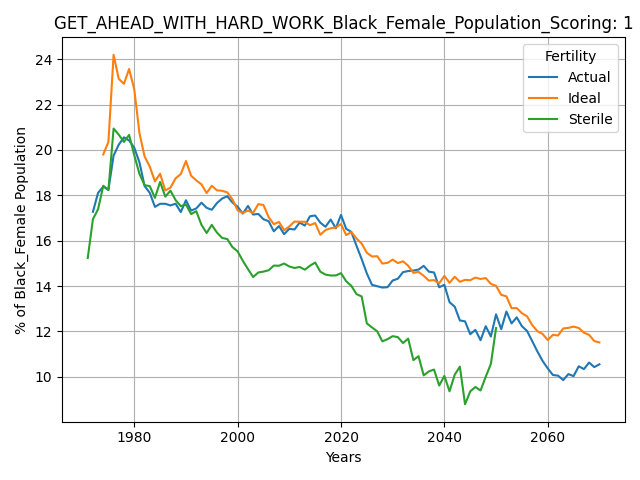 GET_AHEAD_WITH_HARD_WORK_Black_Female_Population_Scoring: 1
Fertility
Actual
Ideal
Sterile
% of Black_Female Population
24
22
20
18
16
14
12
10
1980 2000 2020 2040 2060
Years